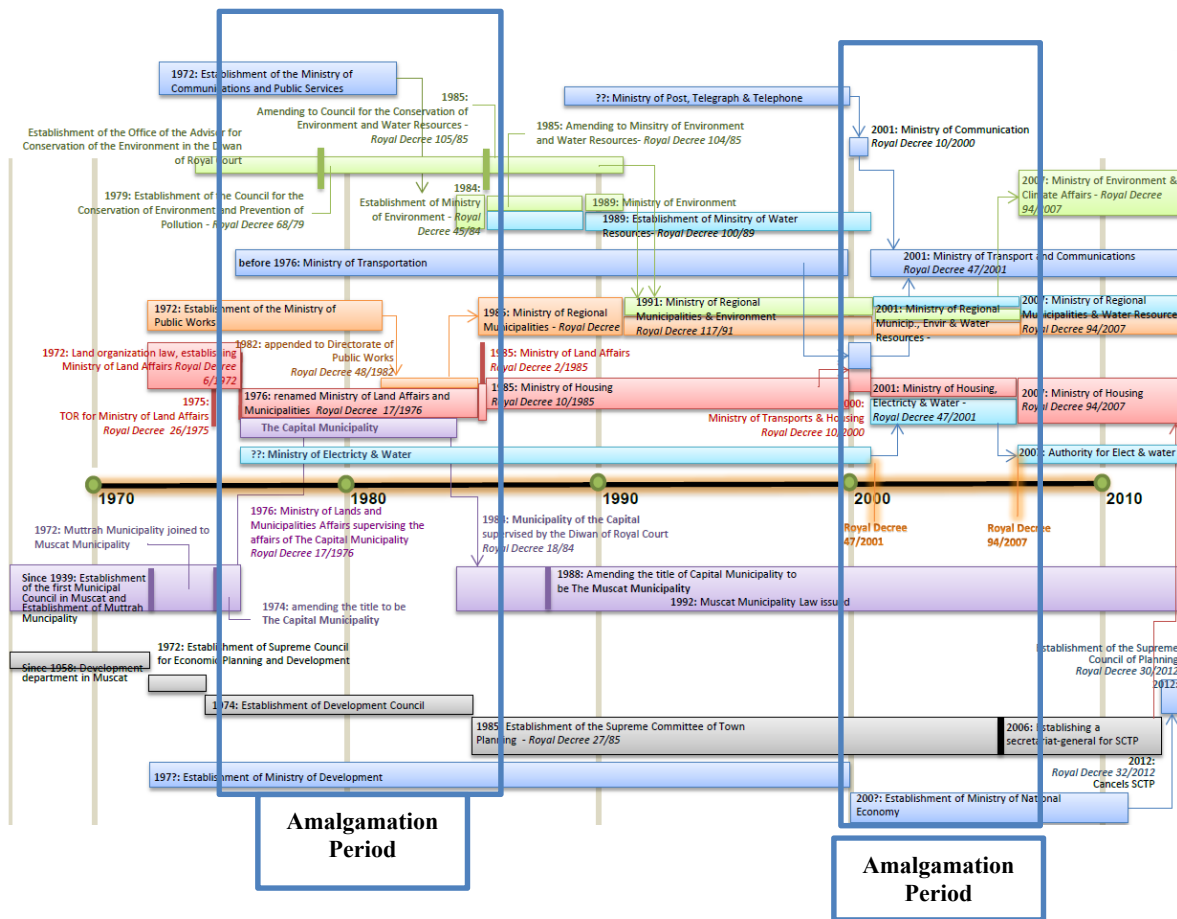 1972: Establishment of the Ministry of
Communications and Public Services
??: Ministry of Post, Telegraph & Telephone
1985:
Amending to Council for the Conservation of
Environment and Water Resources -
Royal Decree 105/85
1985: Amending to Minsitry of Environment
and Water Resources- Royal Decree 104/85
2001: Ministry of Communication
Royal Decree 10/2000
Establishment of the Office of the Advisor for
Conservation of the Environment in the Diwan
of Royal Court
1979: Establishment of the Council for the
Conservation of Environment and Prevention of
Pollution - Royal Decree 68/79
1984:
Establishment of Ministry
of Environment - Royal
Decree 45/84
1989: Ministry of Environment
1989: Establishment of Minsitry of Water
Resources- Royal Decree 100/89
2007: Ministry of Environment &
Climate Affairs - Royal Decree
94/2007
before 1976: Ministry of Transportation
2001: Ministry of Transport and Communications
Royal Decree 47/2001
1972: Establishment of the Ministry of
Public Works
1985: Ministry of Regional
Municipalities - Royal Decree
1991: Ministry of Regional
Municipalities & Environment
Royal Decree 117/91
2001: Ministry of Regional
Municip., Envir & Water
Resources -
2007: Ministry of Regional
Municipalities & Water Resource
Royal Decree 94/2007
1982: appended to Directorate of
Public Works
Royal Decree 48/1982
1972: Land organization law, establishing
Ministry of Land Affairs Royal Decree
6/1972
1975:
TOR for Ministry of Land Affairs
Royal Decree 26/1975
1985: Ministry of Land Affairs
Royal Decree 2/1985
1976: renamed Ministry of Land Affairs and
Municipalities Royal Decree 17/1976
The Capital Municipality
1985: Ministry of Housing
Royal Decree 10/1985
2000:
Ministry of Transports & Housing
Royal Decree 10/2000
2001: Ministry of Housing,
Electricity & Water -
Royal Decree 47/2001
2007: Ministry of Housing
Royal Decree 94/2007
??: Ministry of Electricty & Water
2007: Authority for Elect & water
1970
1980
1990
2000
2010
1972: Muttrah Municipality joined to
Muscat Municipality
1976: Ministry of Lands and
Municipalities Affairs supervising the
affairs of The Capital Municipality
Royal Decree 17/1976
1984: Municipality of the Capital
supervised by the Diwan of Royal Court
Royal Decree 18/84
Royal Decree
47/2001
Royal Decree
94/2007
Since 1939: Establishment
of the first Municipal
Council in Muscat and
Establishment of Muttrah
Muncipality
1974: amending the title to be
The Capital Municipality
1988: Amending the title of Capital Municipality to
be The Muscat Municipality
1992: Muscat Municipality Law issued
Since 1958: Development
department in Muscat
1972: Establishment of Supreme Council
for Economic Planning and Development
Establishment of the Supreme
Council of Planning
Royal Decree 30/2012
2012:
1974: Establishment of Development Council
1985: Establishment of the Supreme Committee of Town
Planning - Royal Decree 27/85
2006: Establishing a
secretariat-general for SCTP
2012:
Royal Decree 32/2012
Cancels SCTP
197?: Establishment of Ministry of Development
200?: Establishment of Ministry of National
Economy
Amalgamation
Period
Amalgamation
Period